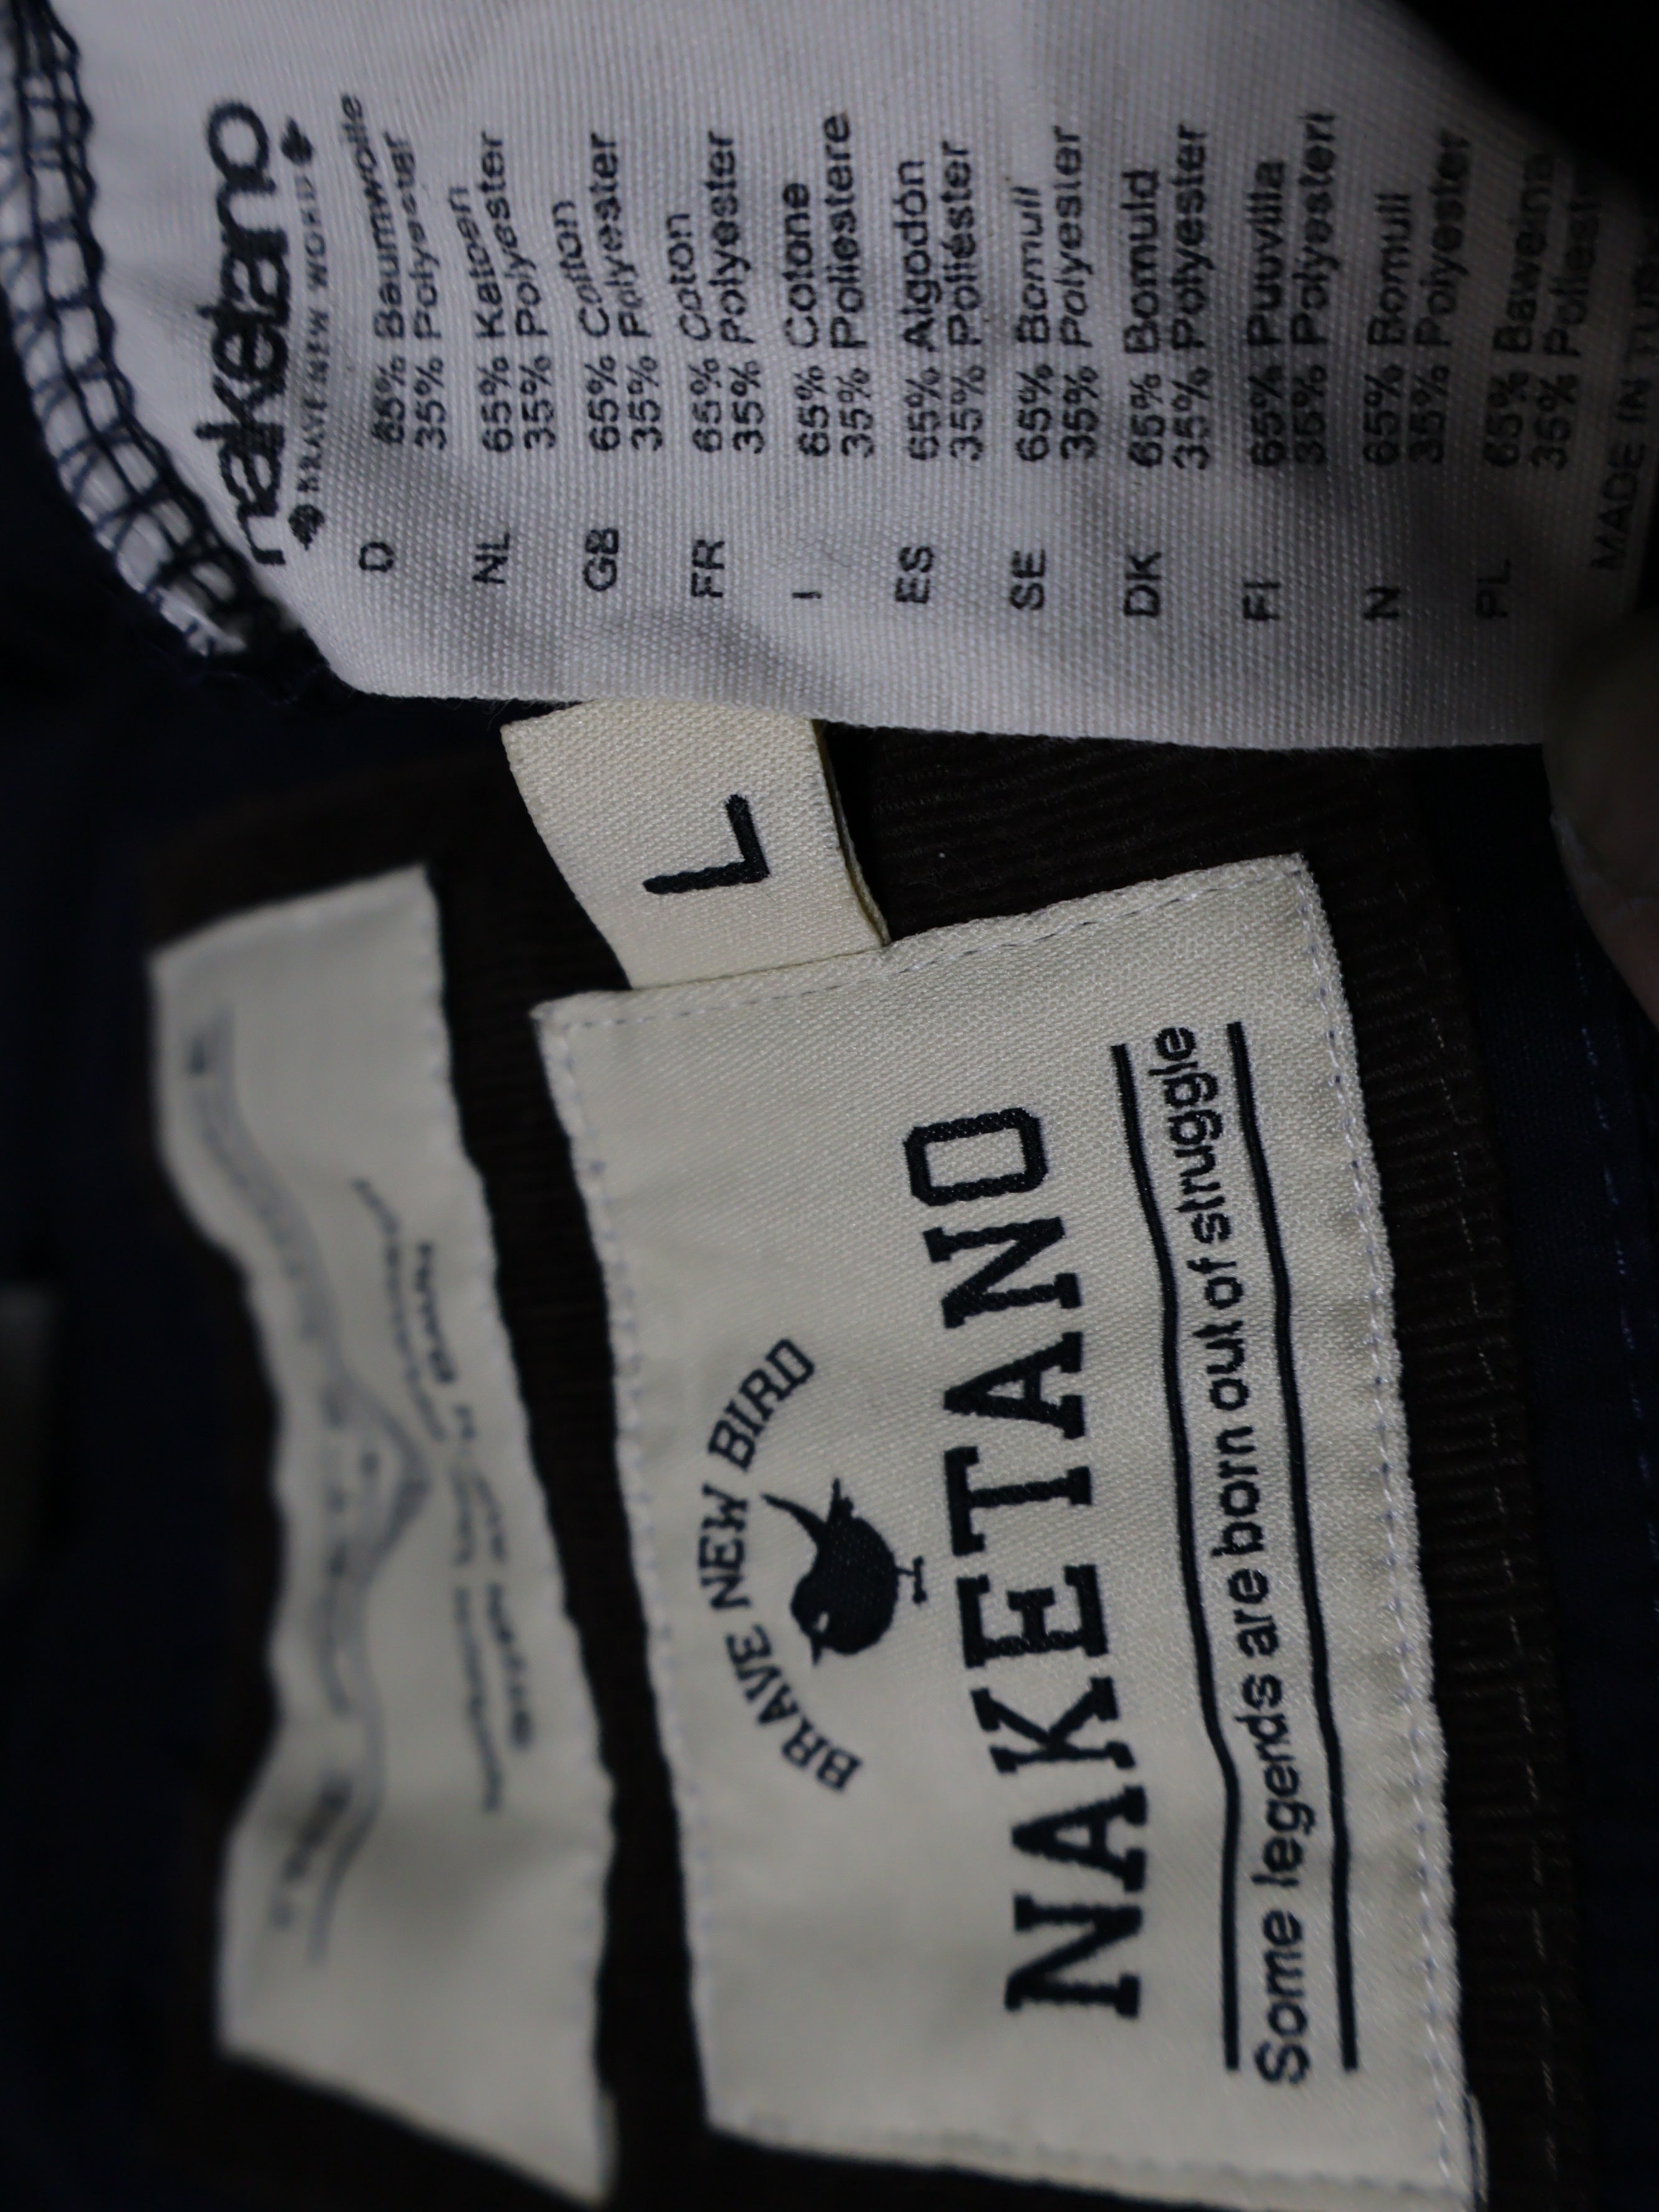 naketano
BRAVE NEW WORLD
D 65% Baumwolle
35% Polyester
NL 65% Katoen
35% Polyester
GB 65% Cotton
35% Polyester
FR 65% Coton
35% Polyester
I 65% Cotone
35% Poliestere
ES 65% Algodón
35% Poliéster
SE 65% Bomull
35% Polyester
DK 65% Bomuld
35% Polyester
FI 65% Puuvilla
35% Polyesteri
N 65% Bomull
35% Polyester
PL 65% Bawełna
35%
MADE IN
L
BRAVE NEW BIRD
NAKETANO
Some legends are born out of struggle